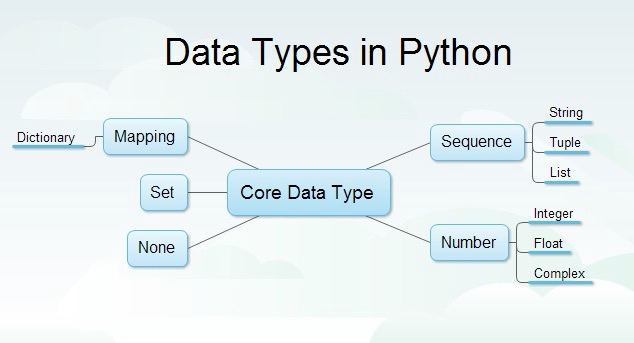 Data Types in Python
Dictionary
Mapping
Set
None
Core Data Type
Sequence
String
Tuple
List
Number
Integer
Float
Complex